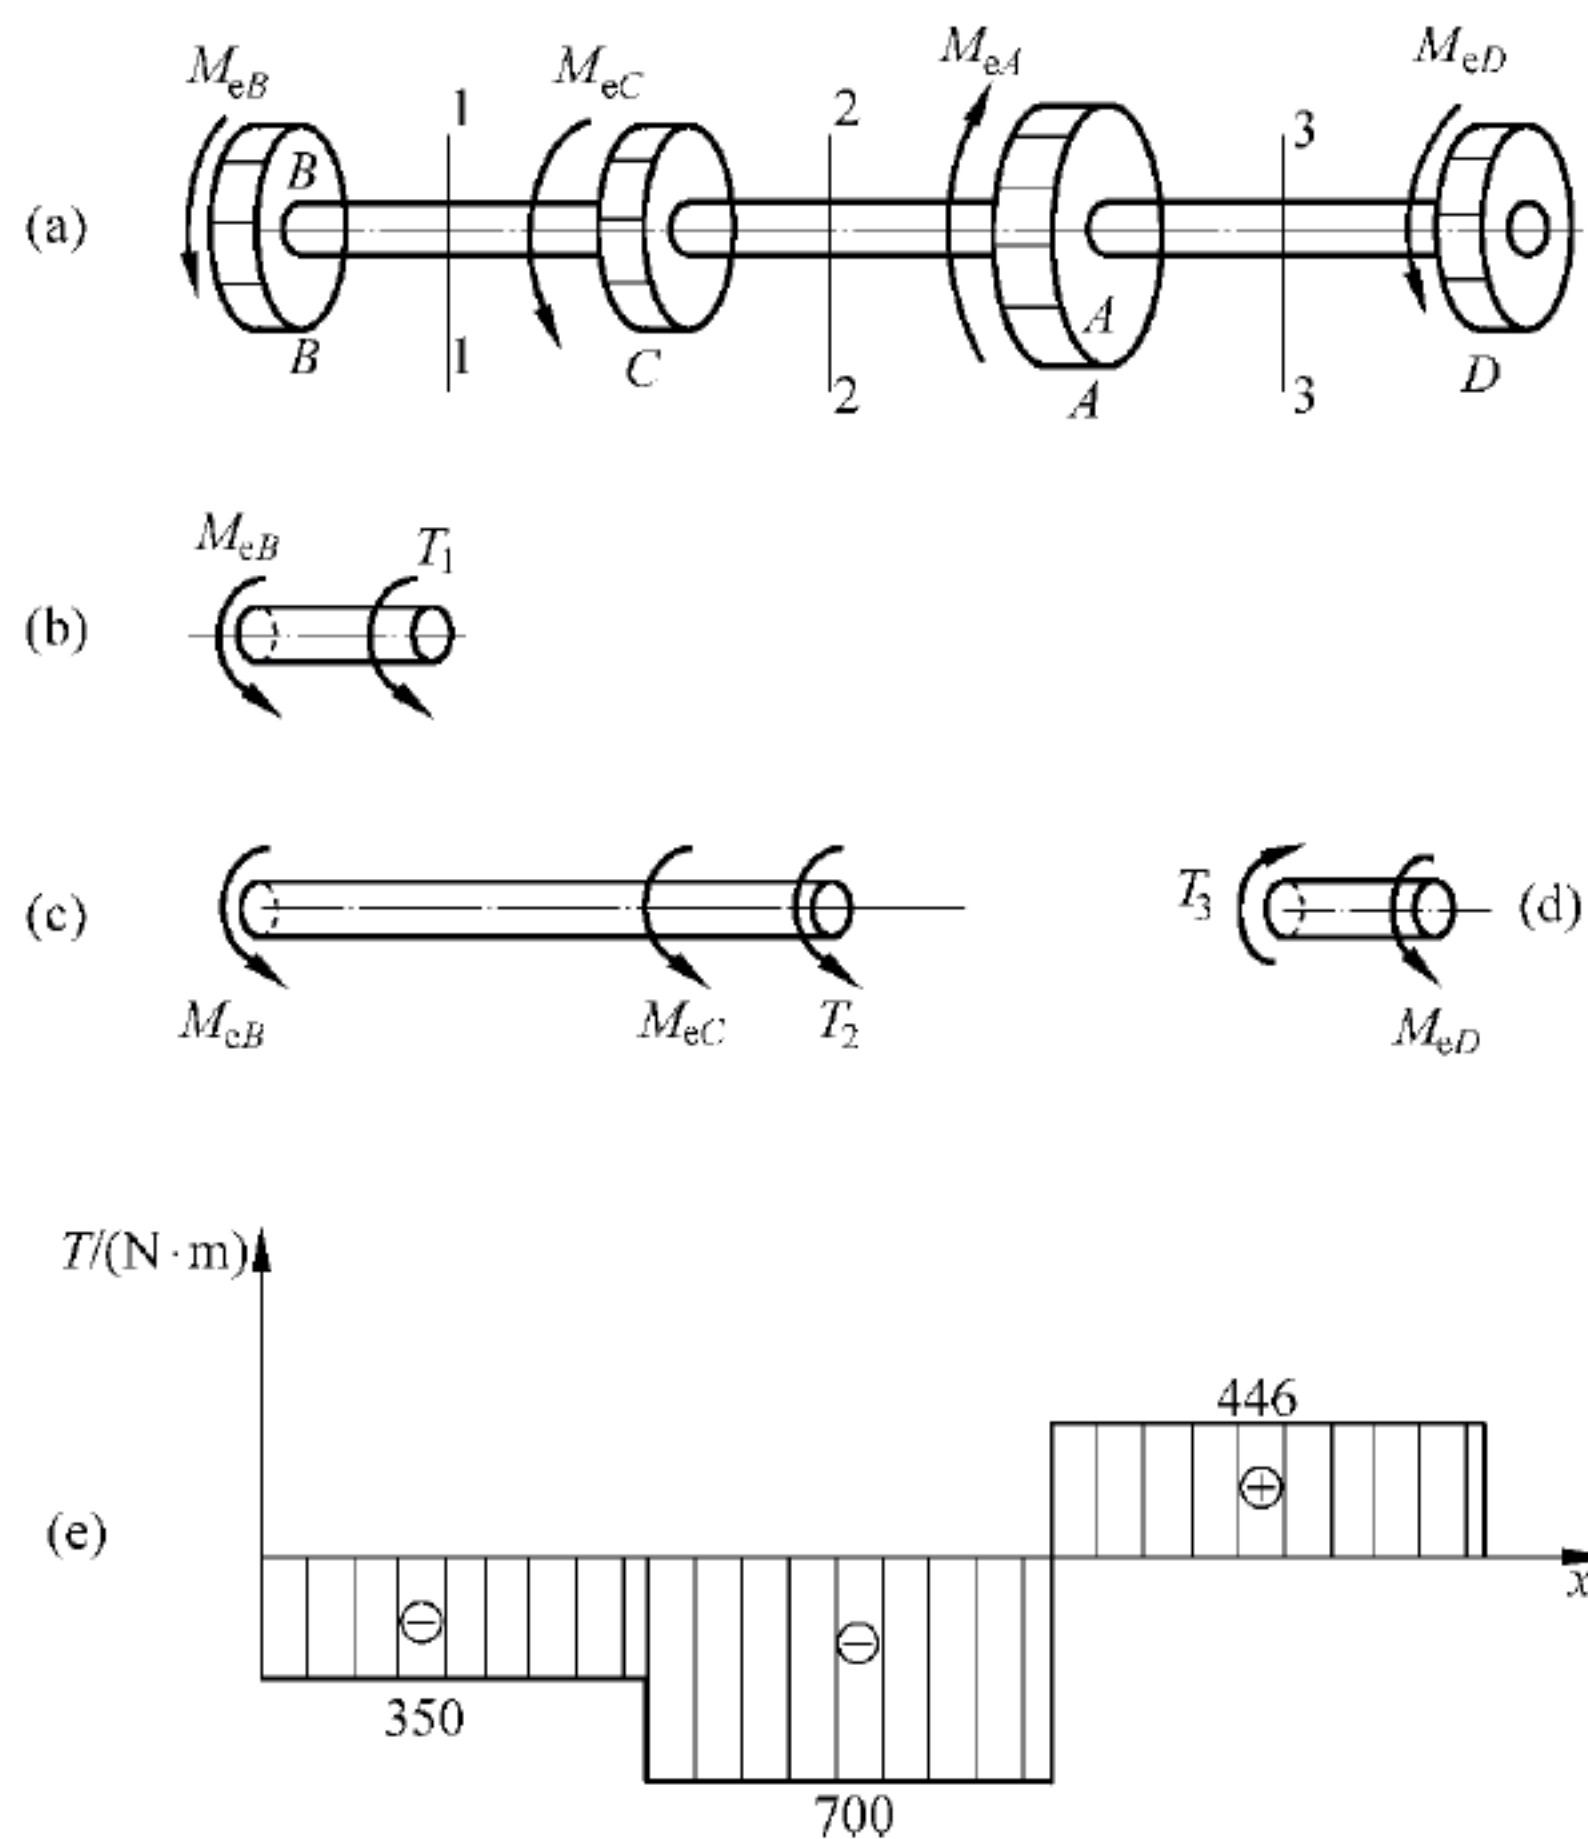 M_eB M_eC M_eA M_eD
1 2 3
B
(a)
A
1 2 3
B C A D
M_eB T_1
(b)
(c)
T_3 (d)
M_eB M_eC T_2 M_eD
T/(N·m)
446
(e) + −
−
x
350
700